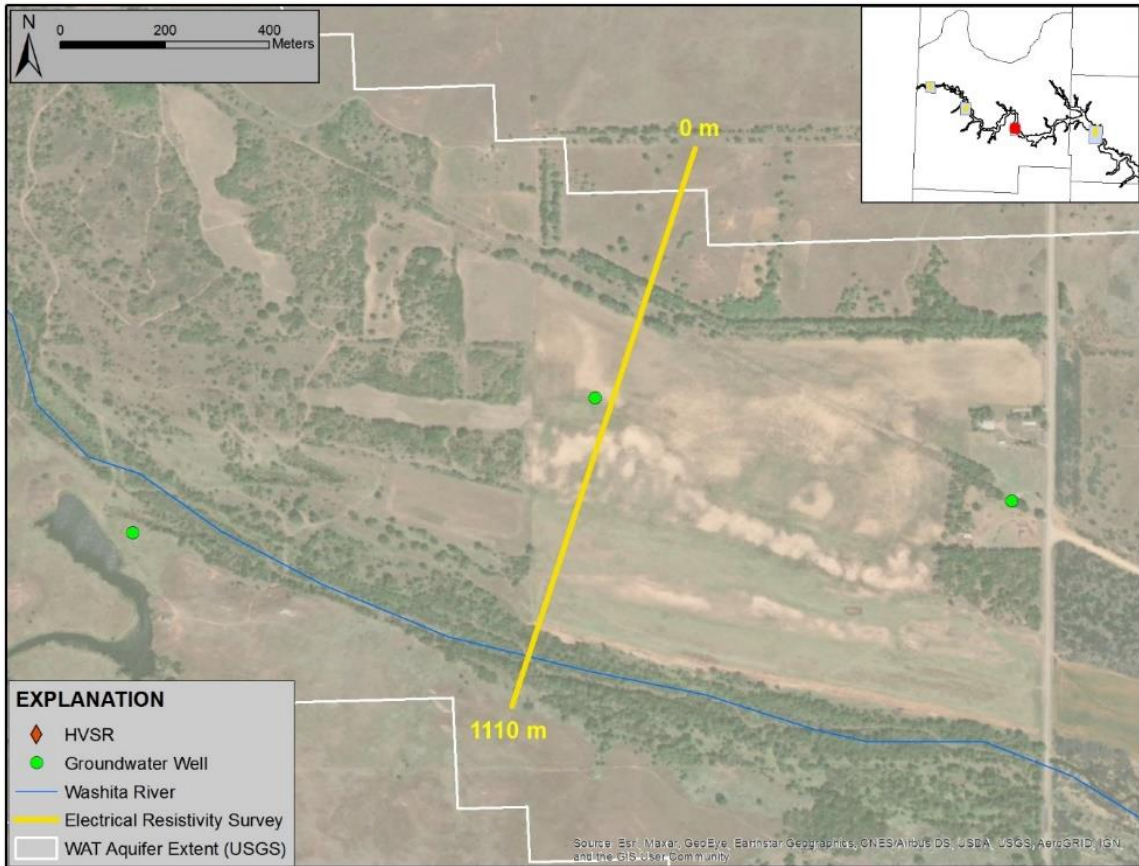 N
0 200 400
Meters
0 m
1110 m
EXPLANATION
HVSR
Groundwater Well
Washita River
Electrical Resistivity Survey
WAT Aquifer Extent (USGS)
Source: Esri, Maxar, GeoEye, Earthstar Geographics, CNES/Airbus DS, USDA, USGS, AeroGRID, IGN,
and the GIS User Community